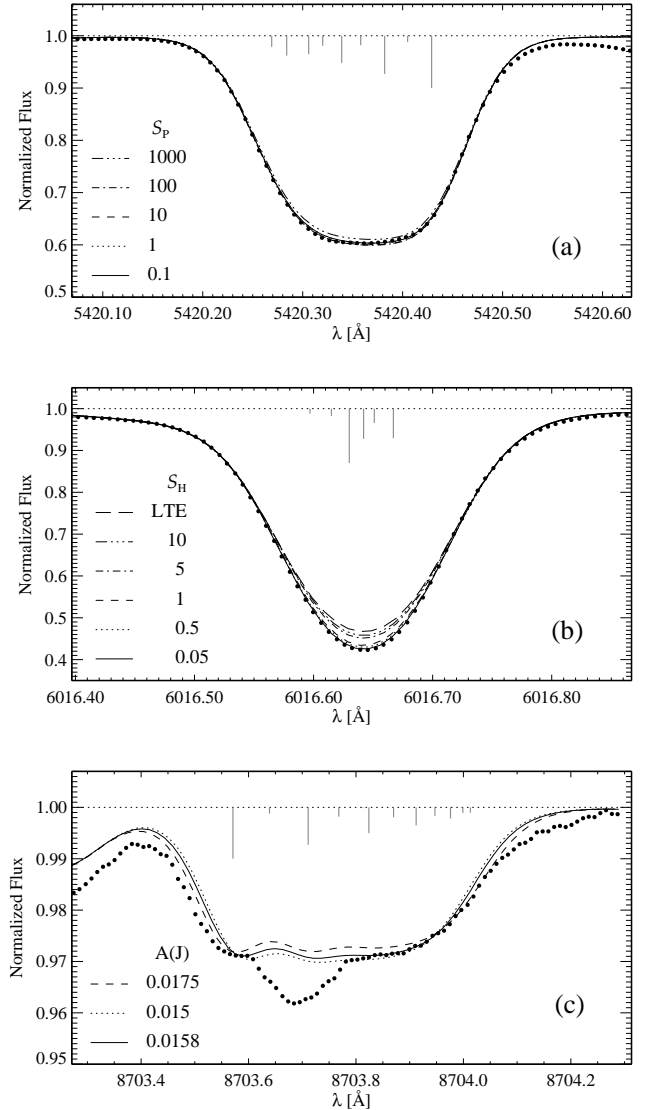 1.0
0.9
0.8
0.7
0.6
0.5
Normalized Flux
S_P
1000
100
10
1
0.1
(a)
5420.10 5420.20 5420.30 5420.40 5420.50 5420.60
λ [Å]
1.0
0.9
0.8
0.7
0.6
0.5
0.4
Normalized Flux
S_H
LTE
10
5
1
0.5
0.05
(b)
6016.40 6016.50 6016.60 6016.70 6016.80
λ [Å]
1.00
0.99
0.98
0.97
0.96
0.95
Normalized Flux
A(J)
0.0175
0.015
0.0158
(c)
8703.4 8703.6 8703.8 8704.0 8704.2
λ [Å]